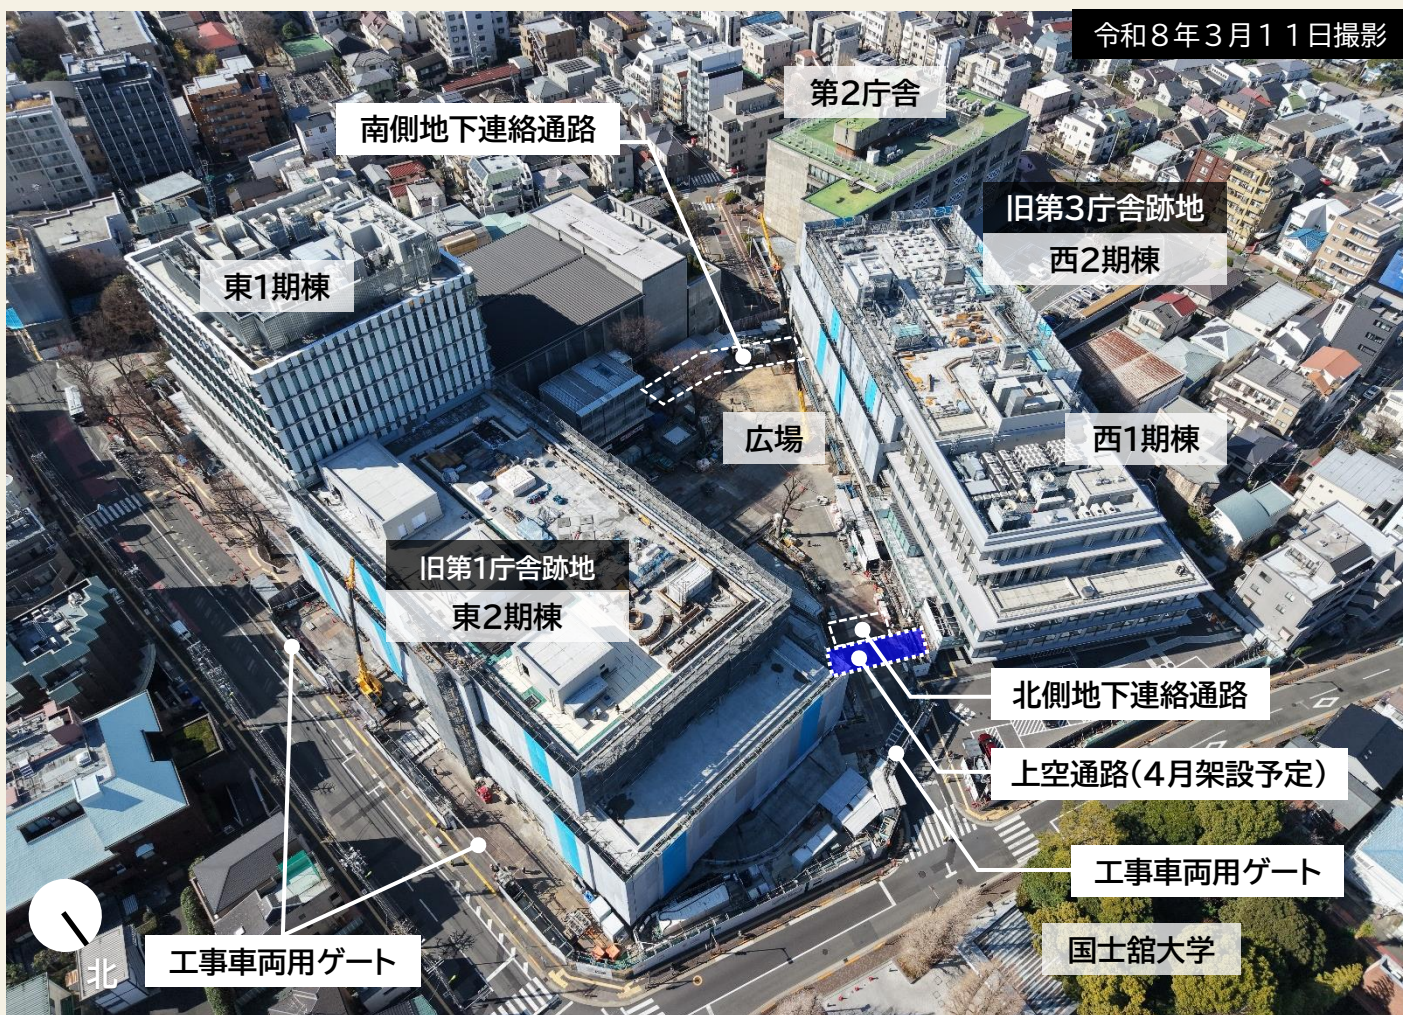 令和8年3月11日撮影
第2庁舎
南側地下連絡通路
旧第3庁舎跡地
西2期棟
東1期棟
広場
西1期棟
旧第1庁舎跡地
東2期棟
北側地下連絡通路
上空通路(4月架設予定)
工事車両用ゲート
国士舘大学
工事車両用ゲート
北